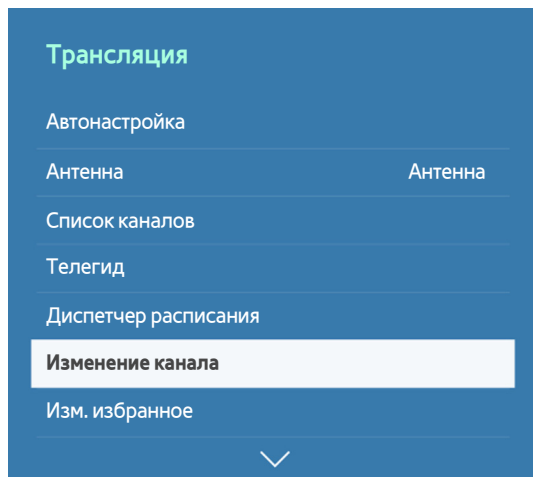 Трансляция
Автонастройка
Антенна Антенна
Список каналов
Телегид
Диспетчер расписания
Изменение канала
Изм. избранное